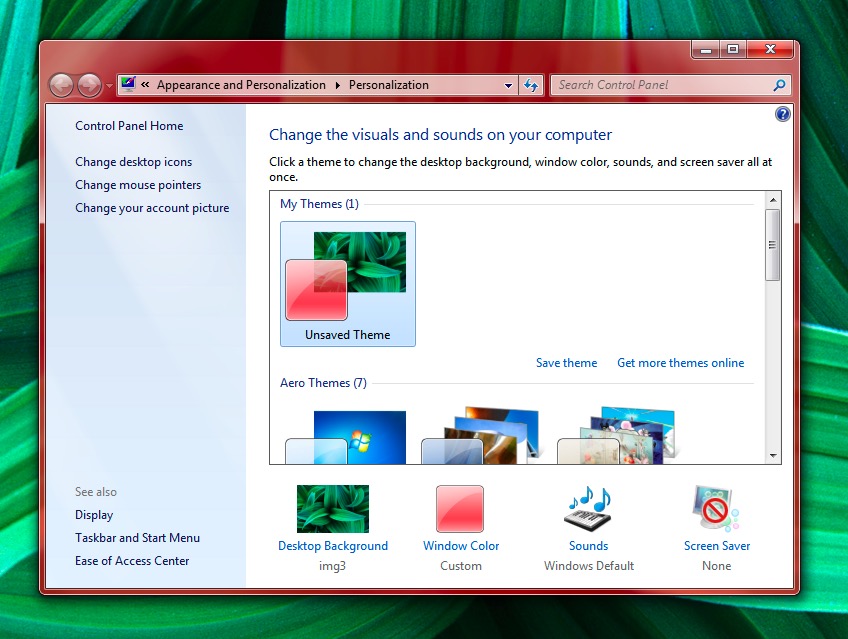 « Appearance and Personalization ▸ Personalization
Search Control Panel
Control Panel Home
Change desktop icons
Change mouse pointers
Change your account picture
See also
Display
Taskbar and Start Menu
Ease of Access Center
Change the visuals and sounds on your computer
Click a theme to change the desktop background, window color, sounds, and screen saver all at
once.
My Themes (1)
Unsaved Theme
Save theme
Get more themes online
Aero Themes (7)
Desktop Background
img3
Window Color
Custom
Sounds
Windows Default
Screen Saver
None